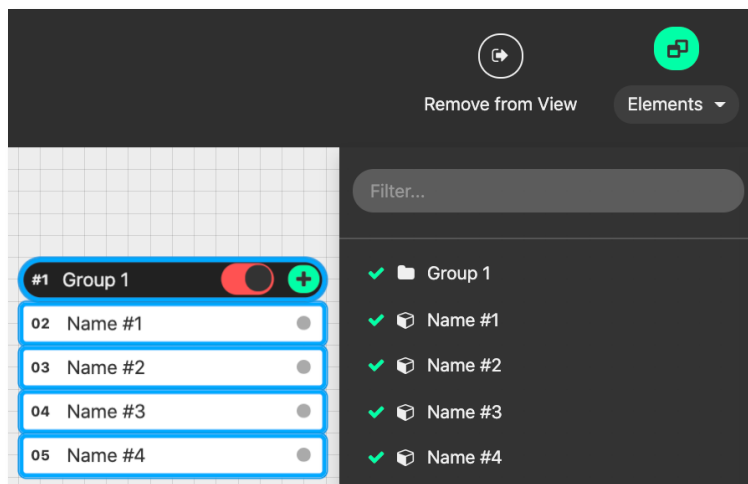 Remove from View
Elements
Filter...
#1 Group 1
02 Name #1
03 Name #2
04 Name #3
05 Name #4
Group 1
Name #1
Name #2
Name #3
Name #4